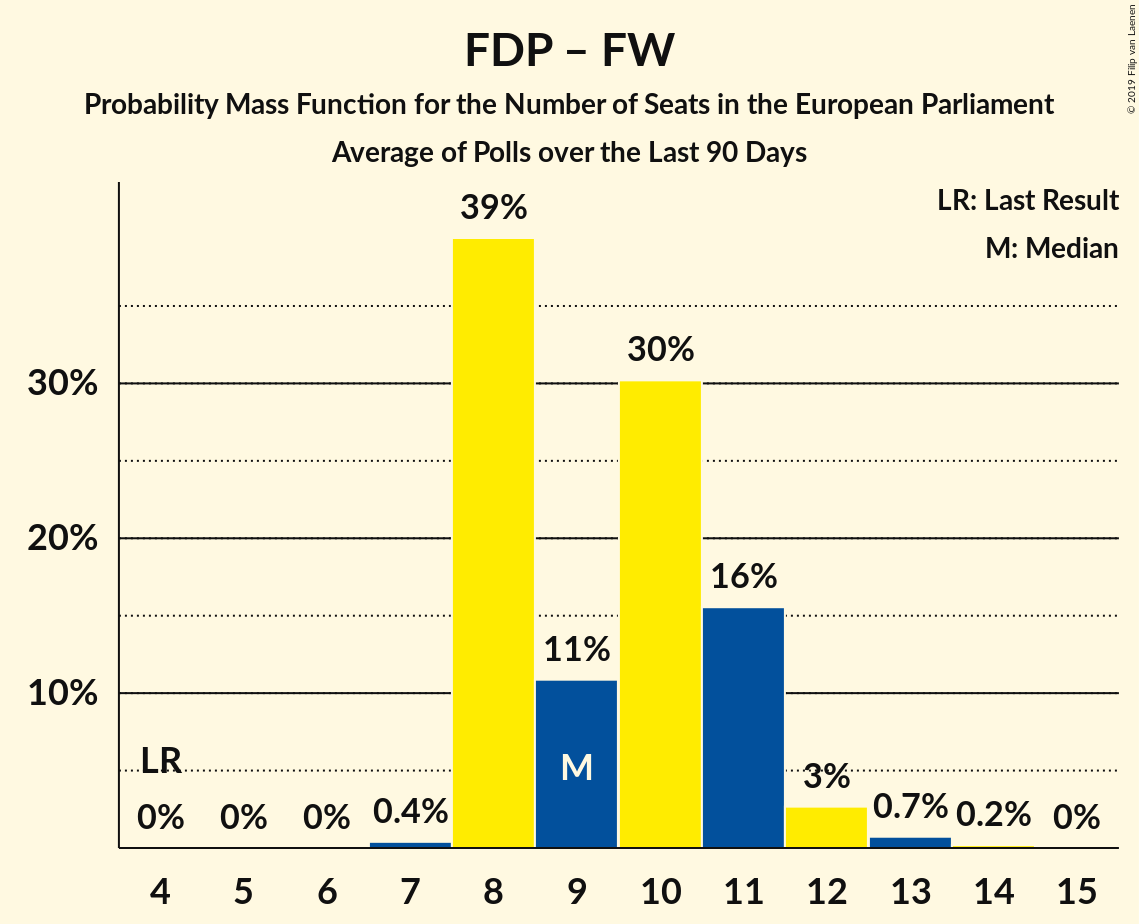 FDP – FW
Probability Mass Function for the Number of Seats in the European Parliament
Average of Polls over the Last 90 Days
© 2019 Filip van Laenen
LR: Last Result
M: Median
39%
30%
30%
20%
16%
11%
10%
LR
M
3%
0% 0% 0% 0.4% 0.7% 0.2% 0%
4 5 6 7 8 9 10 11 12 13 14 15